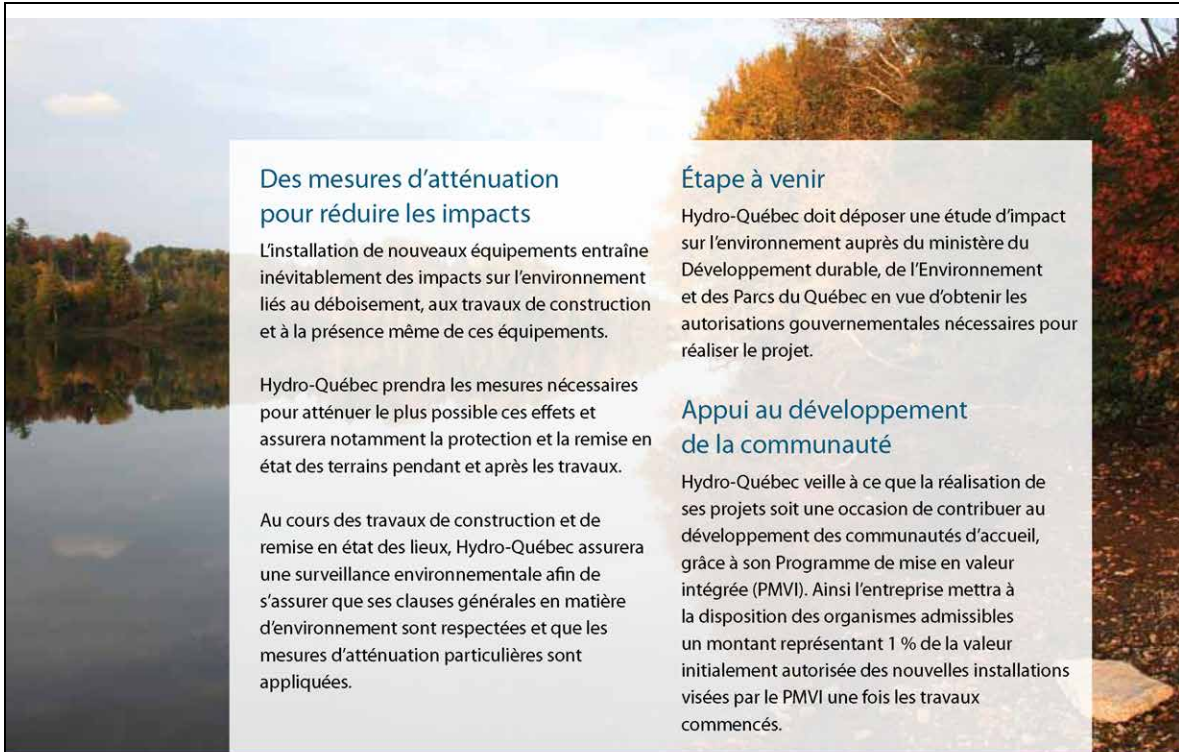 Des mesures d’atténuation
pour réduire les impacts
L’installation de nouveaux équipements entraîne
inévitablement des impacts sur l’environnement
liés au déboisement, aux travaux de construction
et à la présence même de ces équipements.
Hydro-Québec prendra les mesures nécessaires
pour atténuer le plus possible ces effets et
assurera notamment la protection et la remise en
état des terrains pendant et après les travaux.
Au cours des travaux de construction et de
remise en état des lieux, Hydro-Québec assurera
une surveillance environnementale afin de
s’assurer que ses clauses générales en matière
d’environnement sont respectées et que les
mesures d’atténuation particulières sont
appliquées.
Étape à venir
Hydro-Québec doit déposer une étude d’impact
sur l’environnement auprès du ministère du
Développement durable, de l’Environnement
et des Parcs du Québec en vue d’obtenir les
autorisations gouvernementales nécessaires pour
réaliser le projet.
Appui au développement
de la communauté
Hydro-Québec veille à ce que la réalisation de
ses projets soit une occasion de contribuer au
développement des communautés d’accueil,
grâce à son Programme de mise en valeur
intégrée (PMVI). Ainsi l’entreprise mettra à
la disposition des organismes admissibles
un montant représentant 1 % de la valeur
initialement autorisée des nouvelles installations
visées par le PMVI une fois les travaux
commencés.